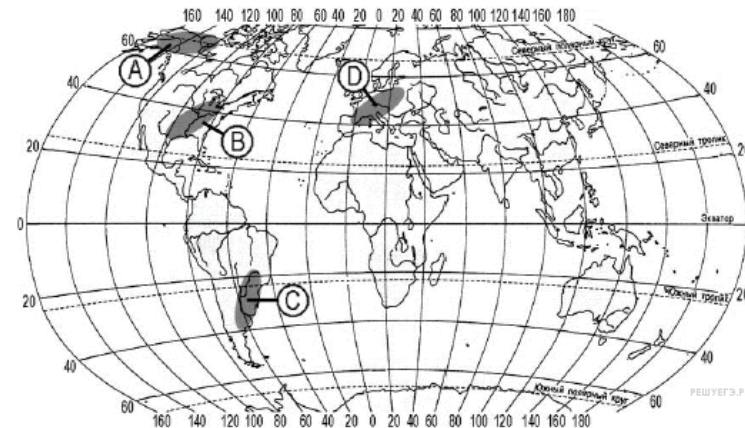 160 160 140 120 100 80 60 40 20 0 20 40 60 80 100 120 140 160 160 180
60 Северный полярный круг 60
A
D
40 40
B
20 Северный тропик 20
0 Экватор 0
C
20 Южный тропик 20
40 40
РЕШУЕГЭ.Р
60 Южный полярный круг 60
140 120 100 80 60 40 20 0 20 40 60 80 100 120 140 160 180